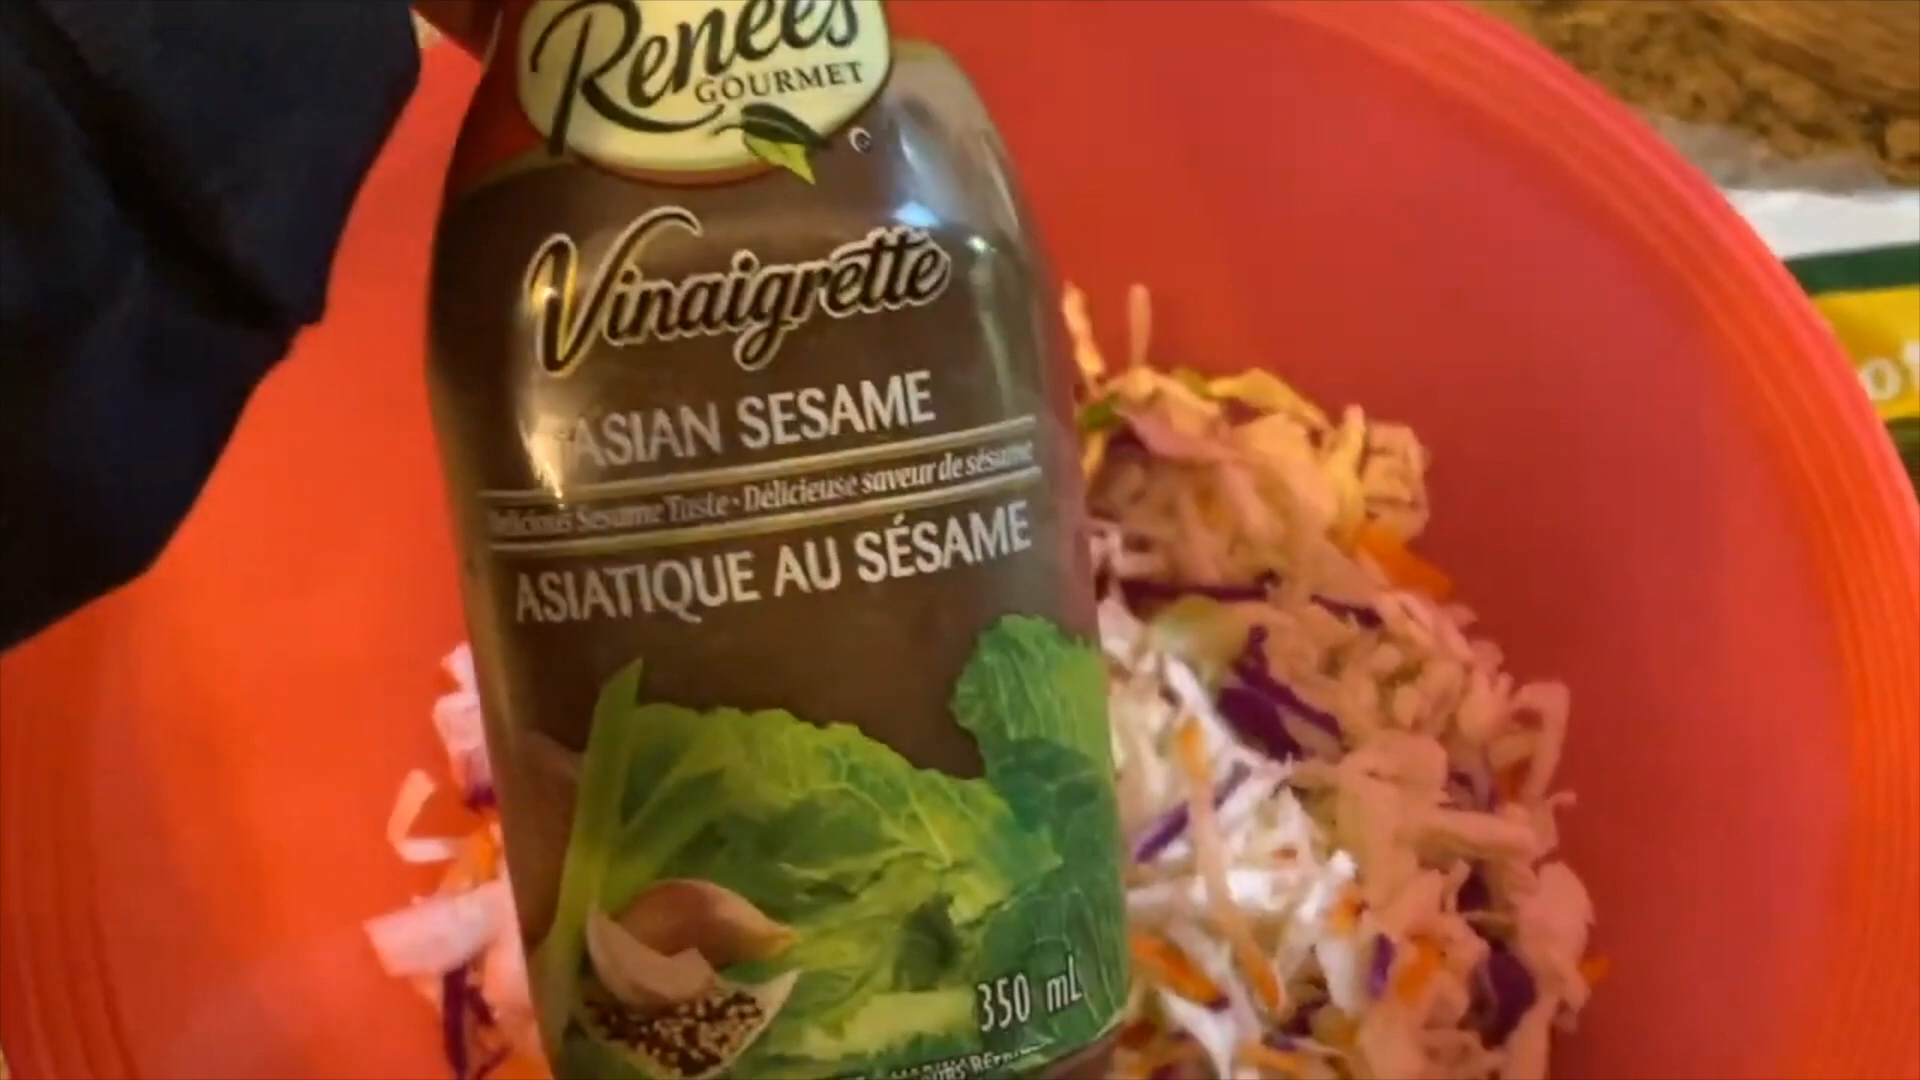 Renée's
GOURMET
Vinaigrette
ASIAN SESAME
Delicious Sesame Taste • Délicieuse saveur de sésame
ASIATIQUE AU SÉSAME
350 mL